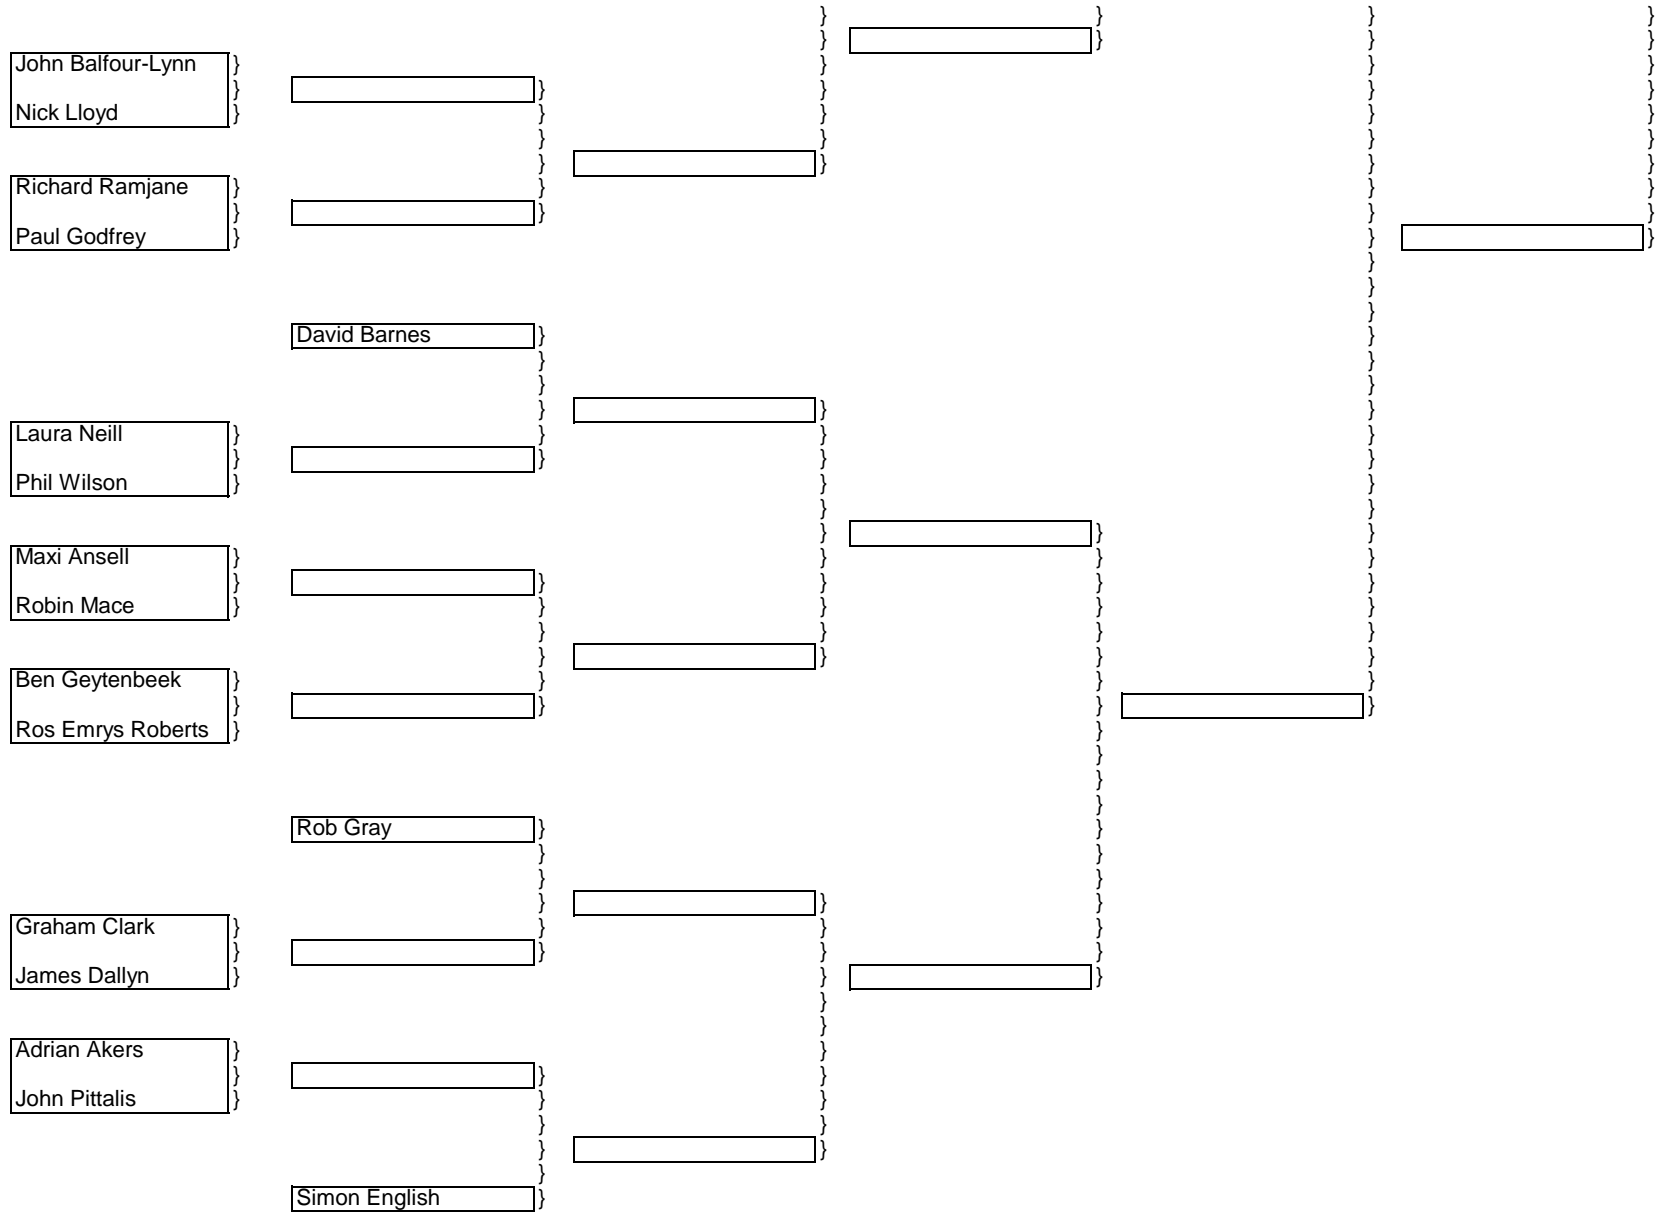 John Balfour-Lynn
Nick Lloyd
Richard Ramjane
Paul Godfrey
David Barnes
Laura Neill
Phil Wilson
Maxi Ansell
Robin Mace
Ben Geytenbeek
Ros Emrys Roberts
Rob Gray
Graham Clark
James Dallyn
Adrian Akers
John Pittalis
Simon English